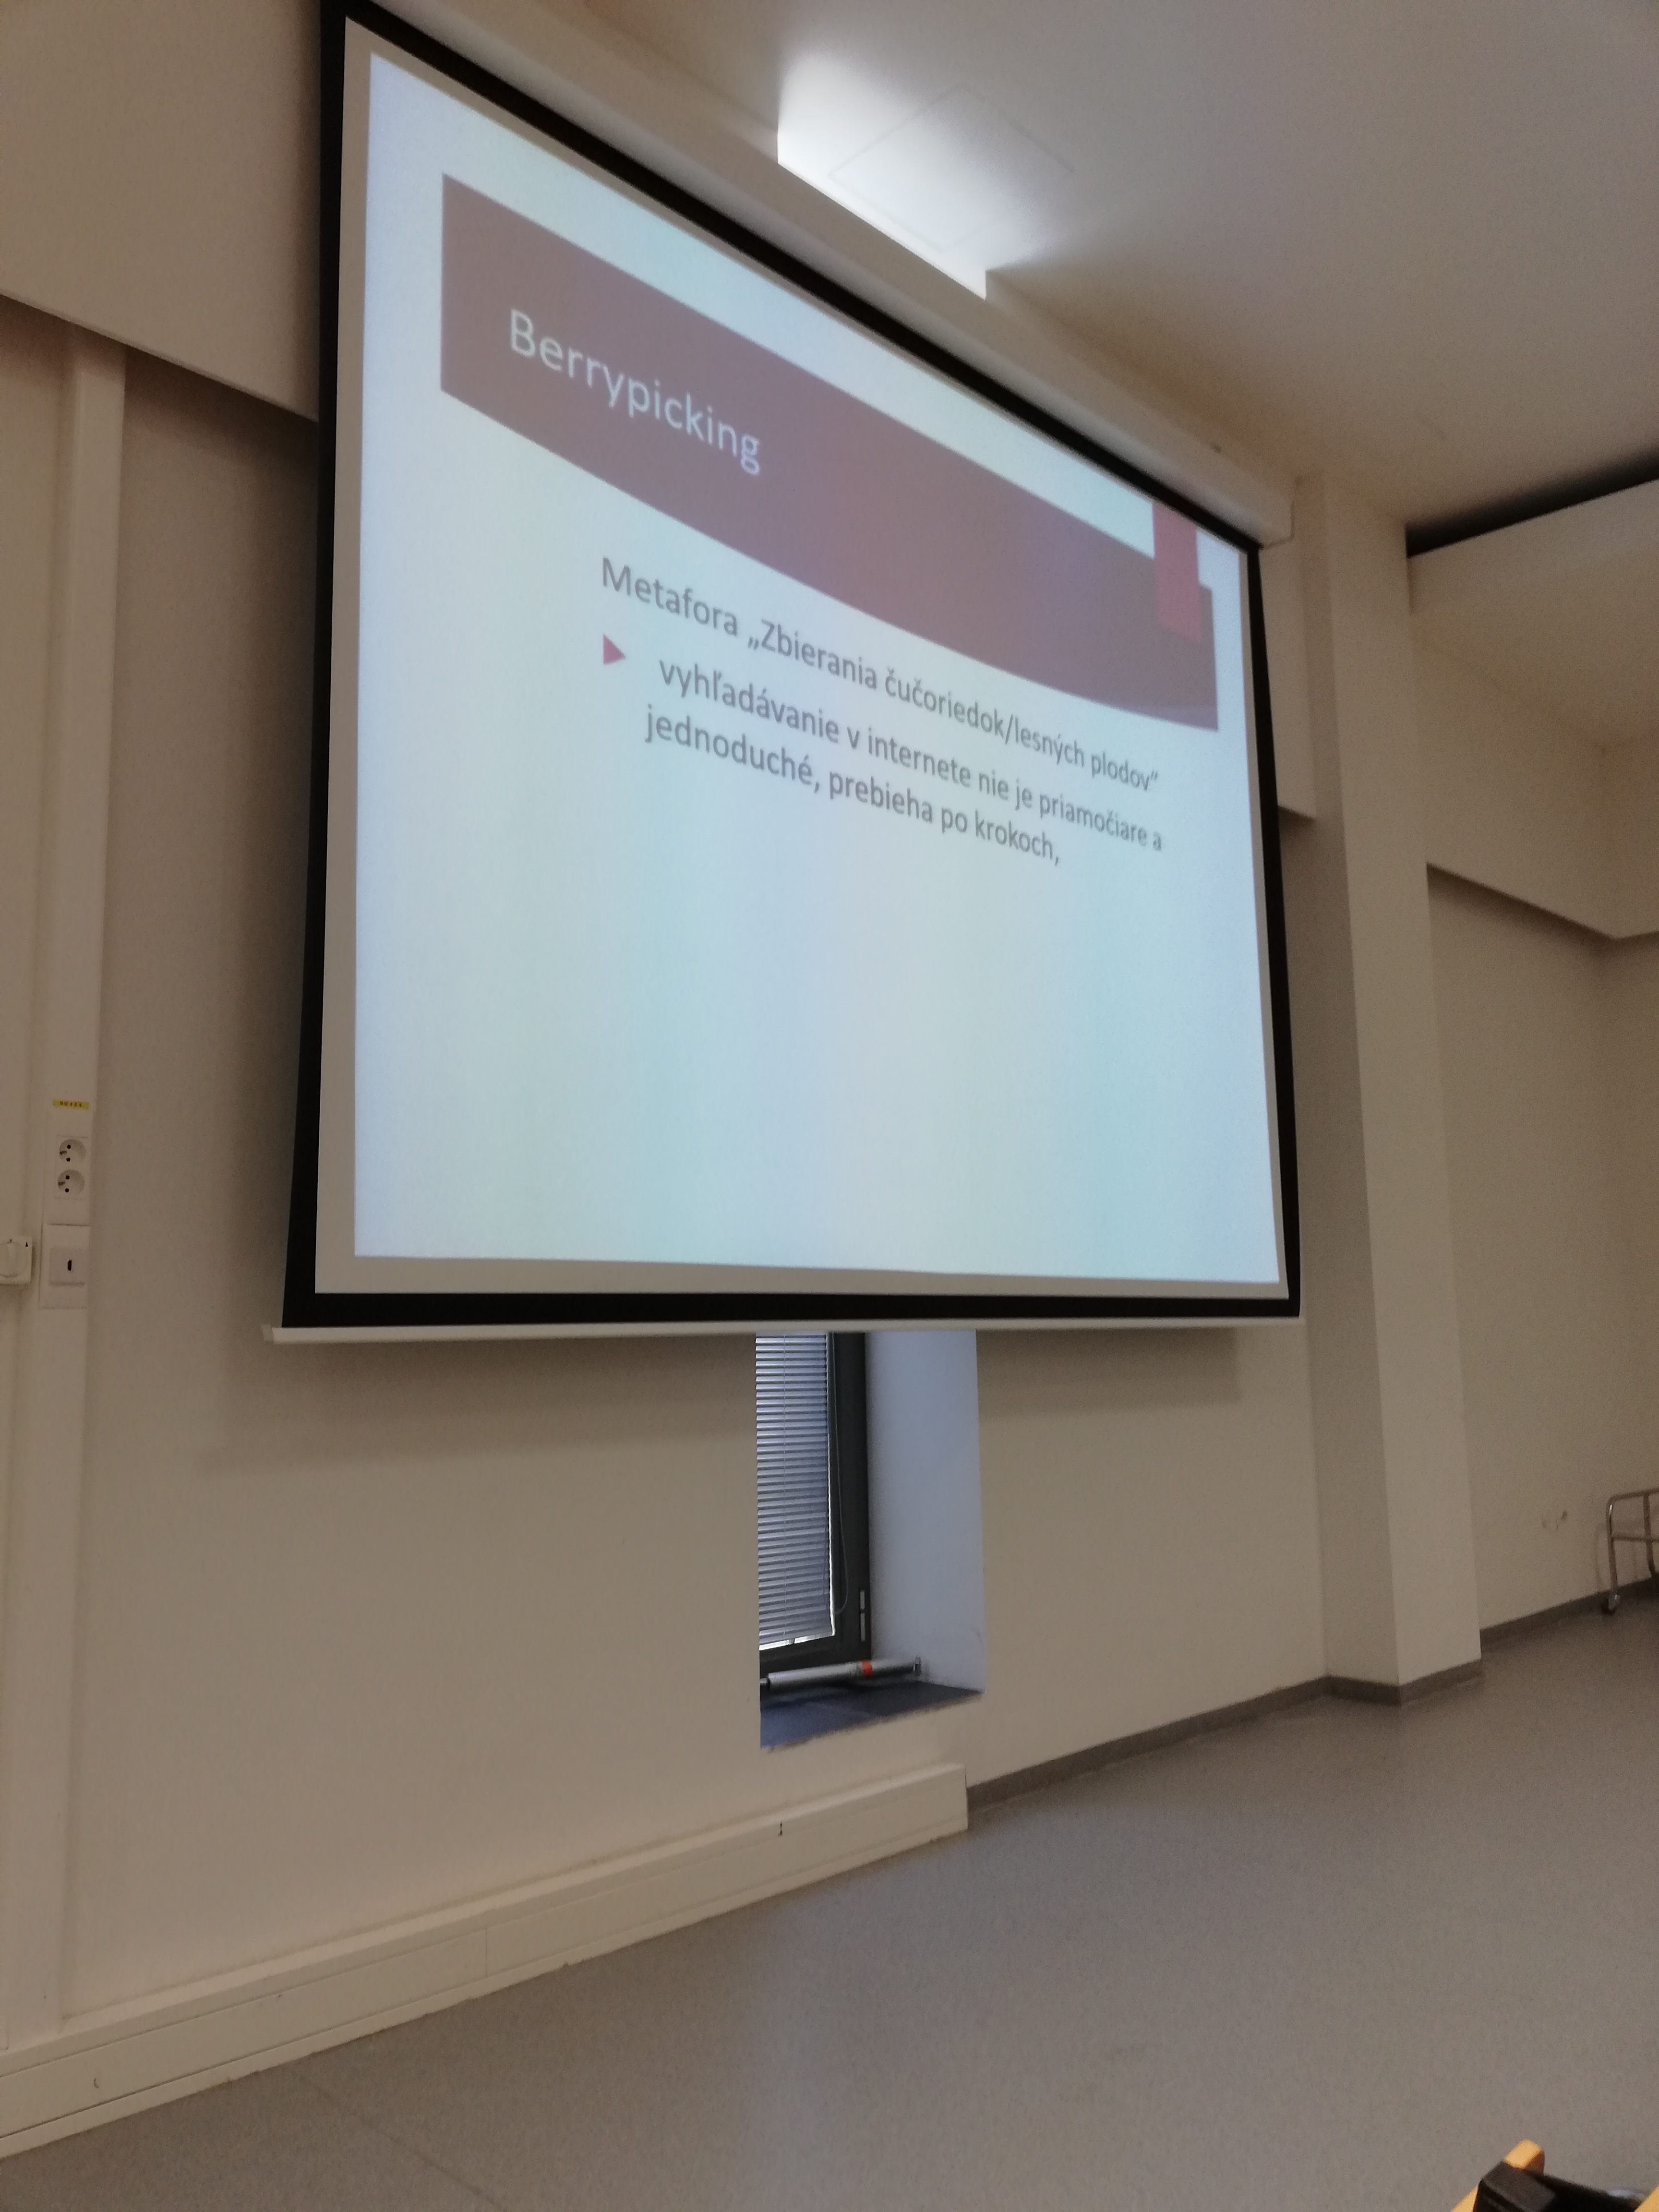 Berrypicking
Metafora „Zbierania čučoriedok/lesných plodov"
vyhľadávanie v internete nie je priamočiare a
jednoduché, prebieha po krokoch,